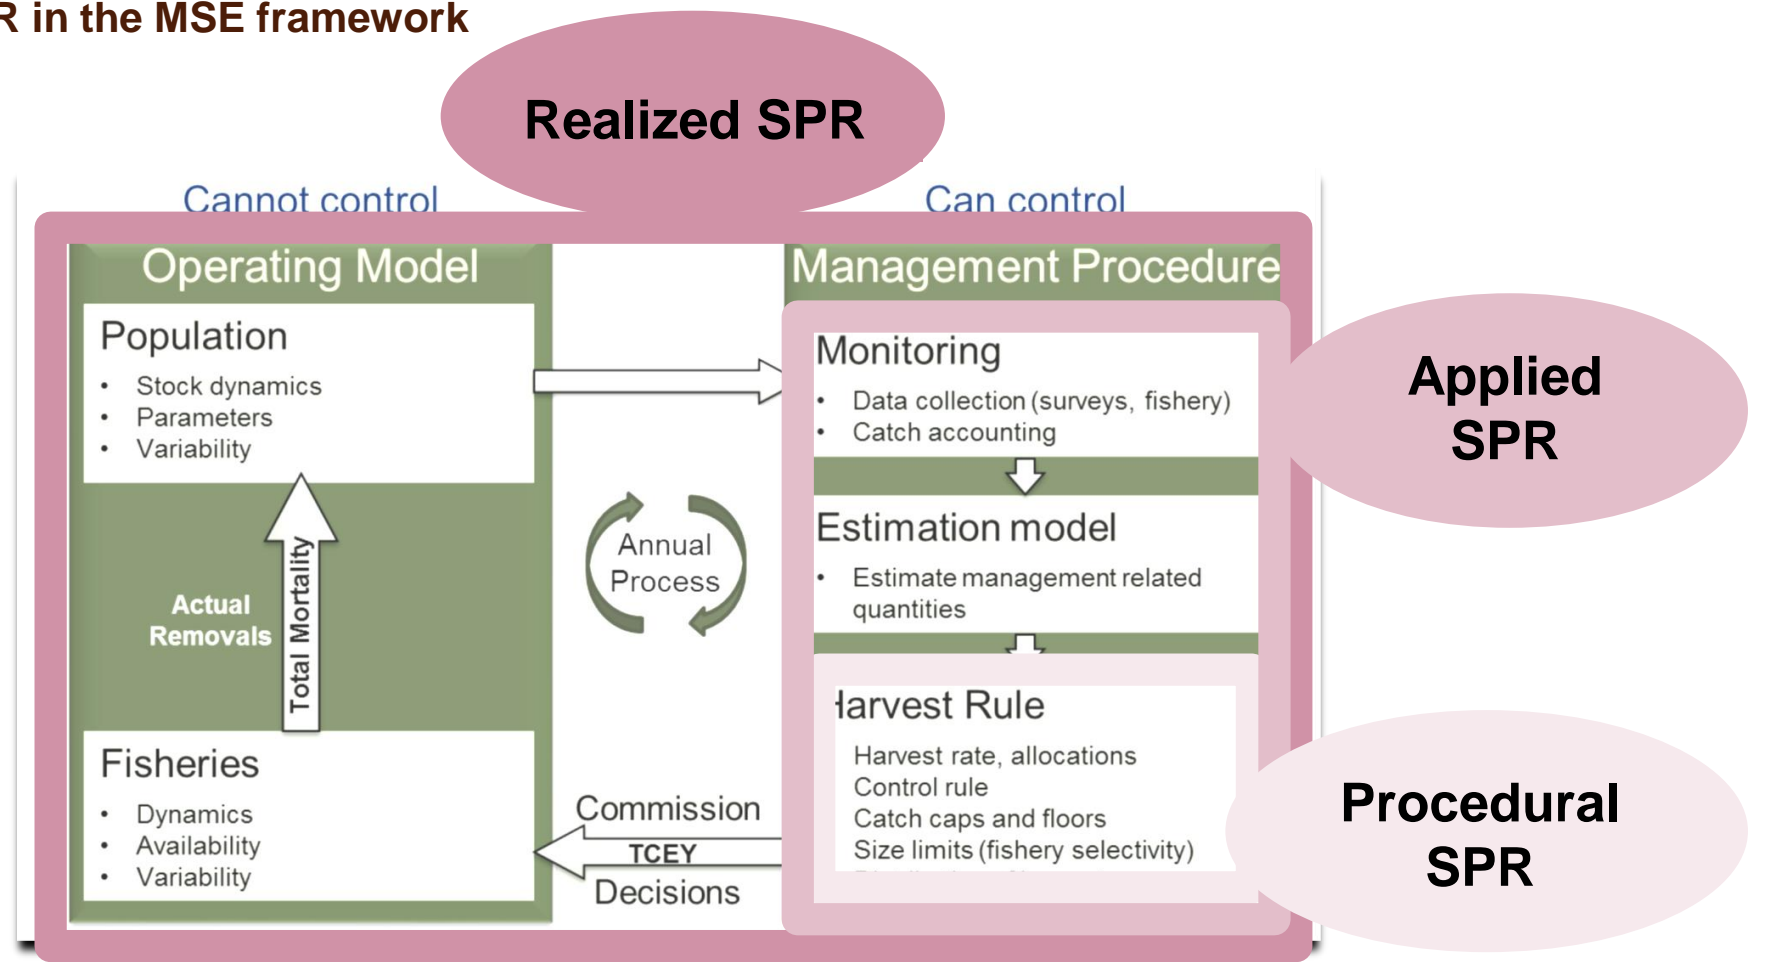 R in the MSE framework
Realized SPR
Cannot control
Can control
Operating Model
Population
• Stock dynamics
• Parameters
• Variability
Actual
Removals
Total Mortality
Fisheries
• Dynamics
• Availability
• Variability
Annual
Process
Commission
TCEY
Decisions
Management Procedure
Monitoring
• Data collection (surveys, fishery)
• Catch accounting
Estimation model
• Estimate management related
quantities
Harvest Rule
Harvest rate, allocations
Control rule
Catch caps and floors
Size limits (fishery selectivity)
Applied
SPR
Procedural
SPR